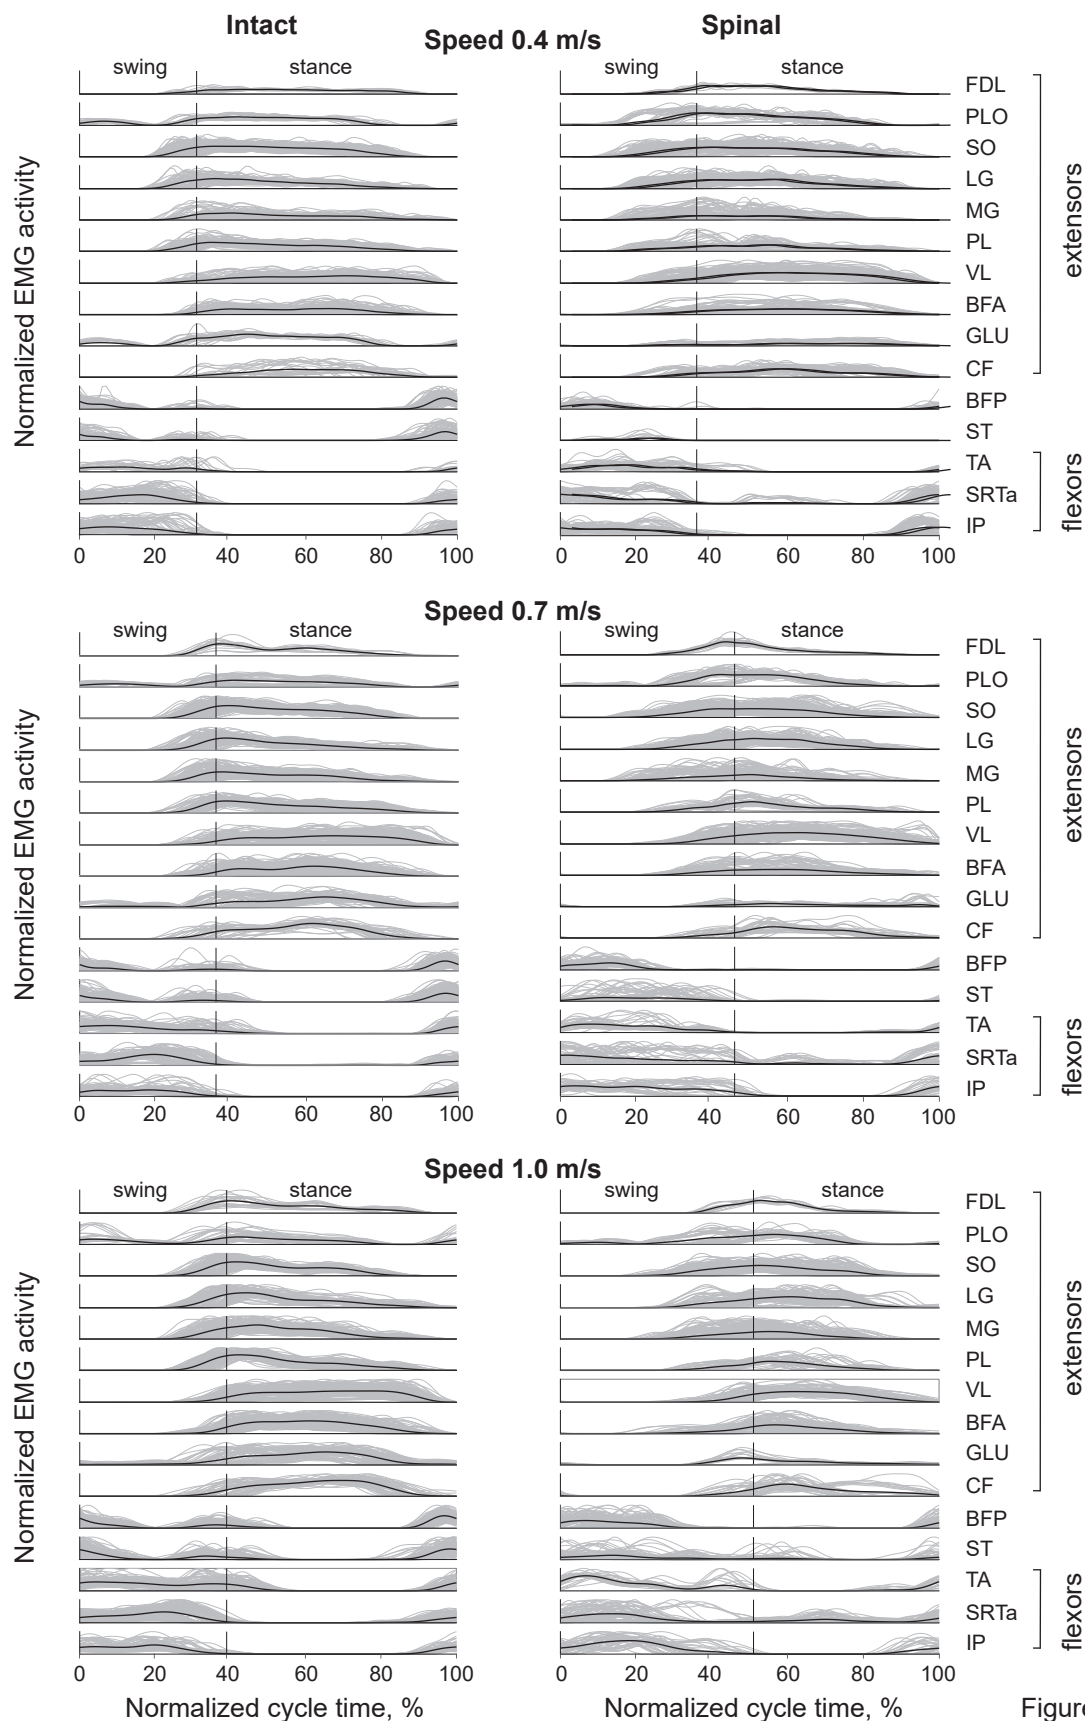 Intact Spinal
Speed 0.4 m/s
swing stance swing stance
FDL
PLO
SO
LG
MG
PL
VL
BFA
GLU
CF
BFP
ST
TA
SRTa
IP
extensors
flexors
Normalized EMG activity
0 20 40 60 80 100 0 20 40 60 80 100
Speed 0.7 m/s
swing stance swing stance
FDL
PLO
SO
LG
MG
PL
VL
BFA
GLU
CF
BFP
ST
TA
SRTa
IP
extensors
flexors
Normalized EMG activity
0 20 40 60 80 100 0 20 40 60 80 100
Speed 1.0 m/s
swing stance swing stance
FDL
PLO
SO
LG
MG
PL
VL
BFA
GLU
CF
BFP
ST
TA
SRTa
IP
extensors
flexors
Normalized EMG activity
0 20 40 60 80 100 0 20 40 60 80 100
Normalized cycle time, % Normalized cycle time, % Figure